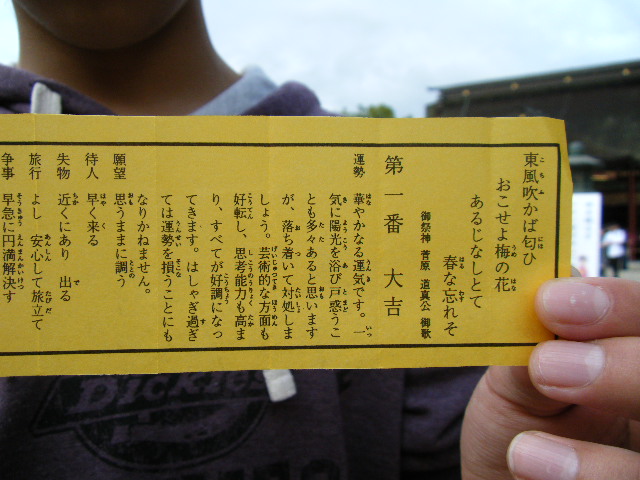 東風吹かば匂ひ
おこせよ梅の花
あるじなしとて
春な忘れそ
御祭神 菅原 道真公 御歌
第一番 大吉
運勢 華やかなる運気です。一
気に陽光を浴び戸惑うこ
とも多々あると思います
が、落ち着いて対処しま
しょう。芸術的な方面も
好転し、思考能力も高ま
り、すべてが好調になっ
てきます。はしゃぎ過ぎ
ては運勢を損うことにも
なりかねません。
願望 思うままに調う
待人 早く来る
失物 近くにあり 出る
旅行 よし 安心して旅立て
争事 早急に円満解決す
Dickies